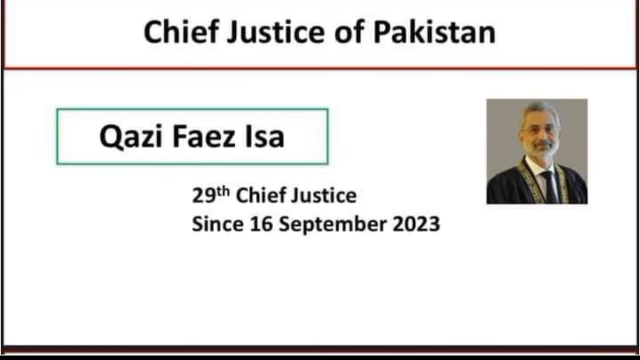 Chief Justice of Pakistan
Qazi Faez Isa
29th Chief Justice
Since 16 September 2023